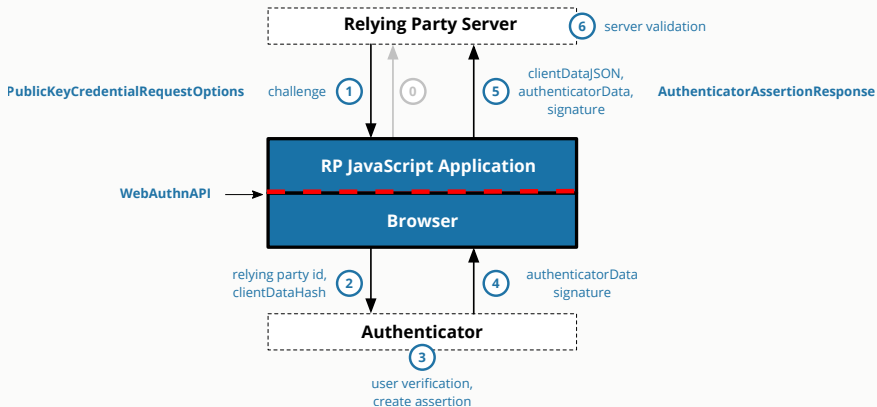 Relying Party Server
6 server validation
PublicKeyCredentialRequestOptions
challenge
1
0
5
clientDataJSON,
authenticatorData,
signature
AuthenticatorAssertionResponse
RP JavaScript Application
WebAuthnAPI
Browser
relying party id,
clientDataHash
2
4
authenticatorData
signature
Authenticator
3
user verification,
create assertion